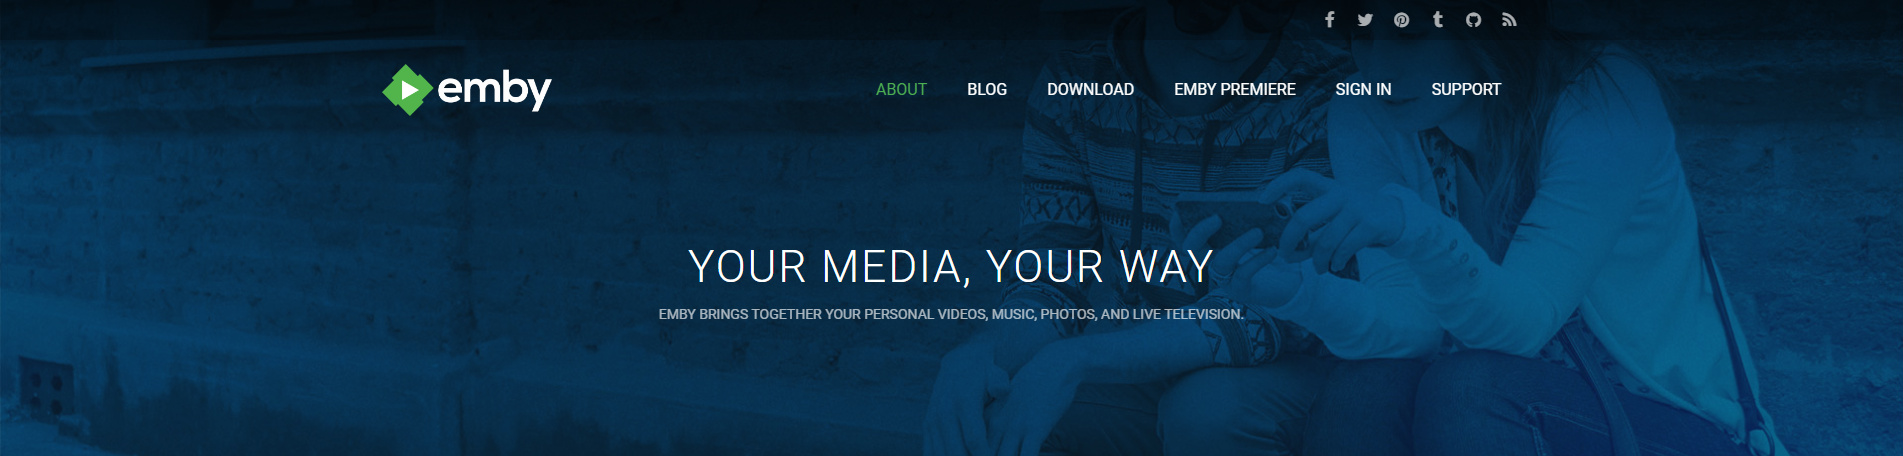 emby
ABOUT BLOG DOWNLOAD EMBY PREMIERE SIGN IN SUPPORT
YOUR MEDIA, YOUR WAY
EMBY BRINGS TOGETHER YOUR PERSONAL VIDEOS, MUSIC, PHOTOS, AND LIVE TELEVISION.